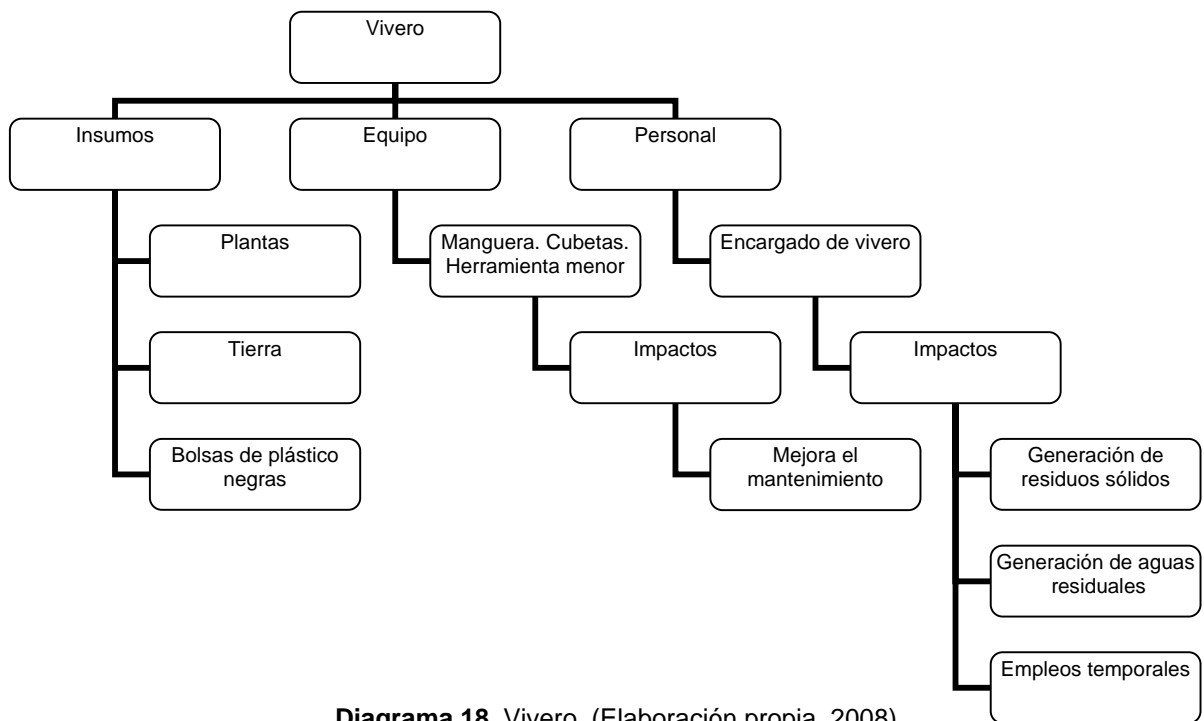 Vivero
Insumos
Equipo
Personal
Plantas
Manguera. Cubetas.
Herramienta menor
Encargado de vivero
Tierra
Impactos
Impactos
Bolsas de plástico
negras
Mejora el
mantenimiento
Generación de
residuos sólidos
Generación de aguas
residuales
Empleos temporales
Diagrama 18. Vivero. (Elaboración propia, 2008)